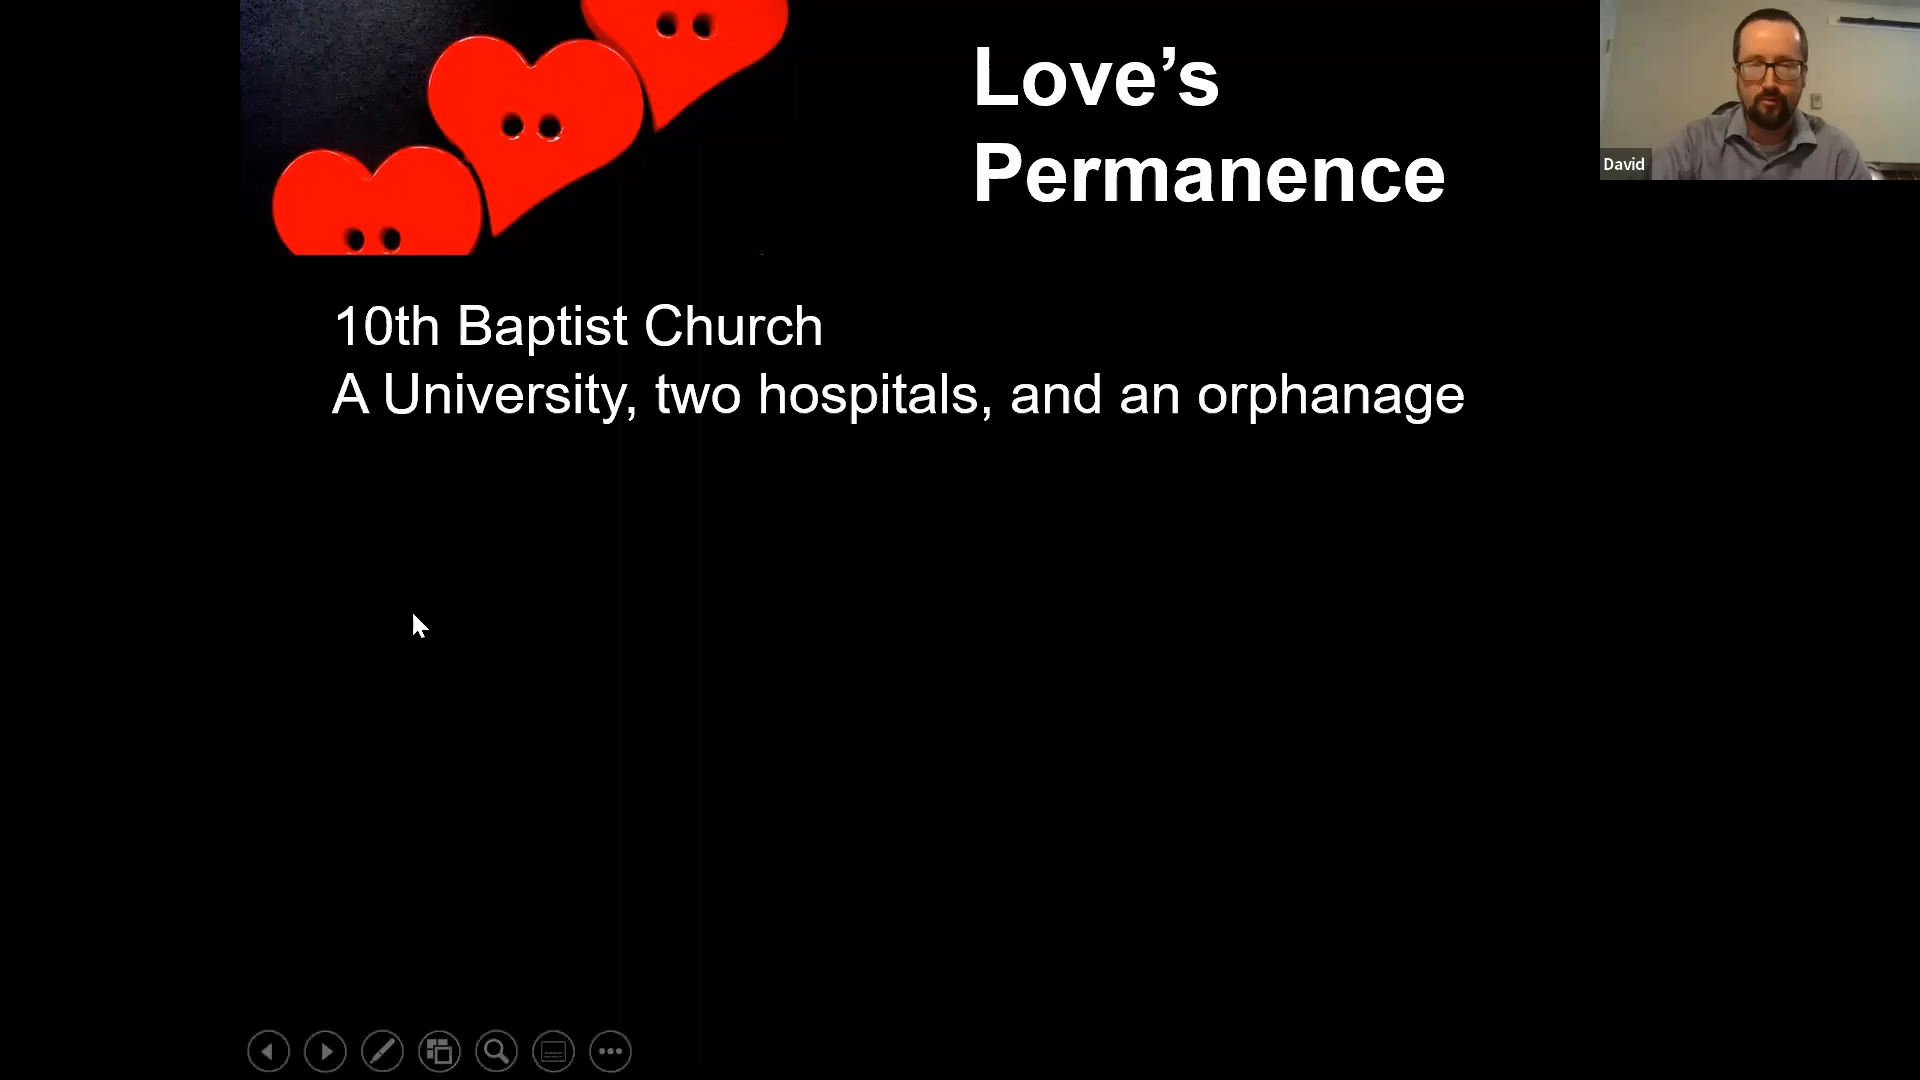 Love’s
Permanence
David
10th Baptist Church
A University, two hospitals, and an orphanage